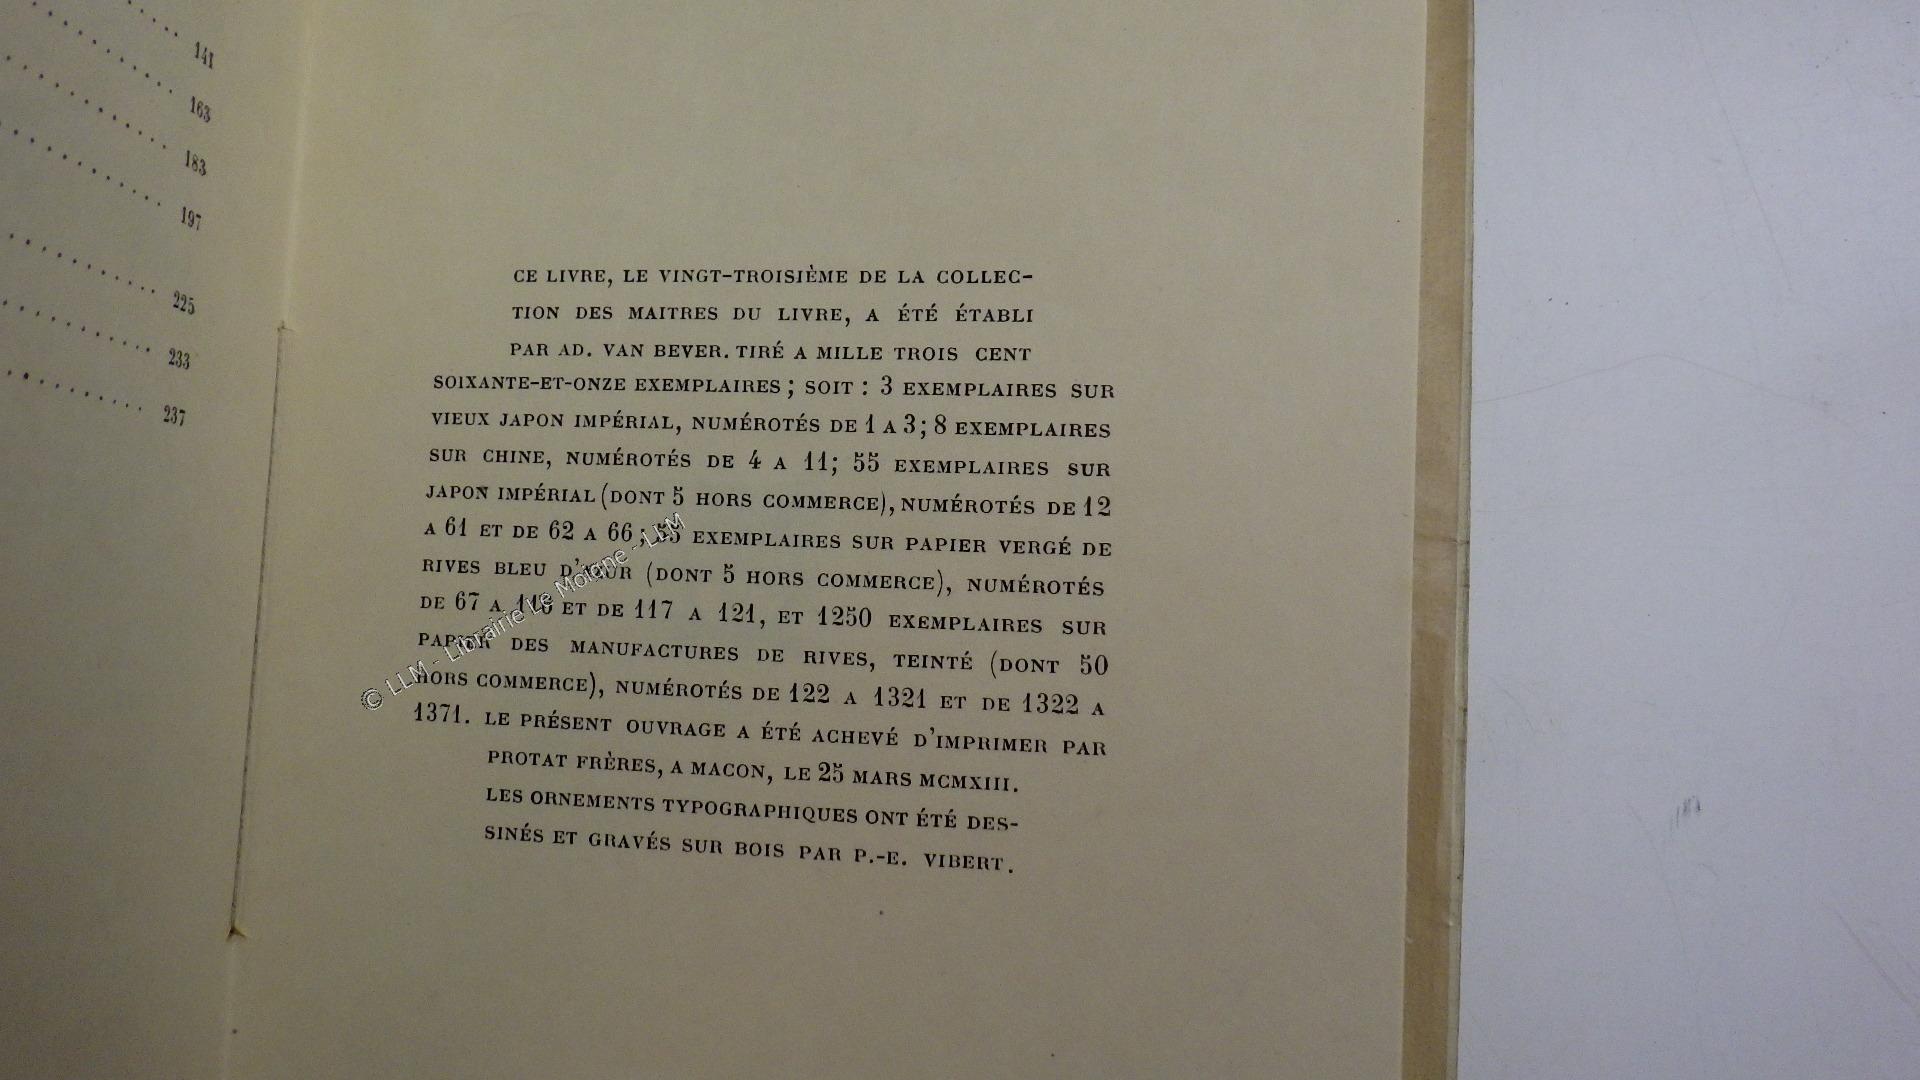 141
163
183
197
225
233
237
CE LIVRE, LE VINGT-TROISIÈME DE LA COLLEC-
TION DES MAITRES DU LIVRE, A ÉTÉ ÉTABLI
PAR AD. VAN BEVER. TIRÉ A MILLE TROIS CENT
SOIXANTE-ET-ONZE EXEMPLAIRES ; SOIT : 3 EXEMPLAIRES SUR
VIEUX JAPON IMPÉRIAL, NUMÉROTÉS DE 1 A 3 ; 8 EXEMPLAIRES
SUR CHINE, NUMÉROTÉS DE 4 A 11; 55 EXEMPLAIRES SUR
JAPON IMPÉRIAL (DONT 5 HORS COMMERCE), NUMÉROTÉS DE 12
A 61 ET DE 62 A 66 ; 55 EXEMPLAIRES SUR PAPIER VERGÉ DE
RIVES BLEU D'AZUR (DONT 5 HORS COMMERCE), NUMÉROTÉS
DE 67 A 116 ET DE 117 A 121, ET 1250 EXEMPLAIRES SUR
PAPIER DES MANUFACTURES DE RIVES, TEINTÉ (DONT 50
HORS COMMERCE), NUMÉROTÉS DE 122 A 1321 ET DE 1322 A
1371. LE PRÉSENT OUVRAGE A ÉTÉ ACHEVÉ D'IMPRIMER PAR
PROTAT FRÈRES, A MACON, LE 25 MARS MCMXIII.
LES ORNEMENTS TYPOGRAPHIQUES ONT ÉTÉ DES-
SINÉS ET GRAVÉS SUR BOIS PAR P.-E. VIBERT.
© LLM - Librairie Le Moigne - LLM